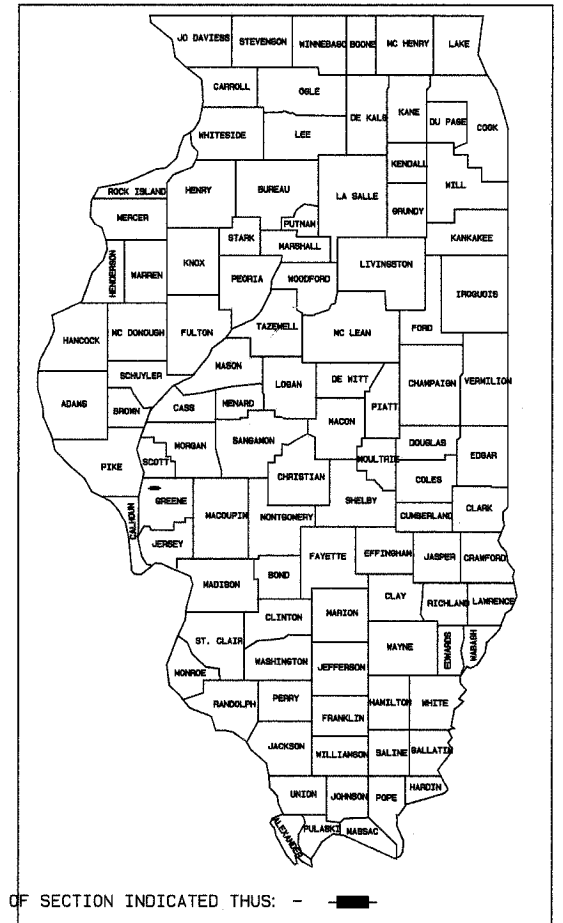 JO DAVIESS STEVENSON WINNEBAGO BOONE MC HENRY LAKE
CARROLL OGLE DE KALB KANE DU PAGE COOK
WHITESIDE LEE
KENDALL
ROCK ISLAND HENRY BUREAU LA SALLE WILL
MERCER PUTNAM GRUNDY
STARK MARSHALL KANKAKEE
HENDERSON WARREN KNOX PEORIA WOODFORD LIVINGSTON
IROQUOIS
HANCOCK MC DONOUGH FULTON TAZEWELL MC LEAN FORD
MASON
SCHUYLER LOGAN DE WITT CHAMPAIGN VERMILION
ADAMS BROWN CASS MENARD PIATT
MACON
MORGAN SANGAMON DOUGLAS
PIKE SCOTT MOULTRIE EDGAR
CHRISTIAN COLES
GREENE SHELBY
CALHOUN MACOUPIN MONTGOMERY CUMBERLAND CLARK
JERSEY FAYETTE EFFINGHAM JASPER CRAWFORD
MADISON BOND
CLAY RICHLAND LAWRENCE
CLINTON MARION
ST. CLAIR WAYNE EDWARDS WABASH
WASHINGTON JEFFERSON
MONROE
RANDOLPH PERRY HAMILTON WHITE
FRANKLIN
JACKSON WILLIAMSON SALINE GALLATIN
UNION JOHNSON POPE HARDIN
ALEXANDER PULASKI MASSAC
OF SECTION INDICATED THUS: -